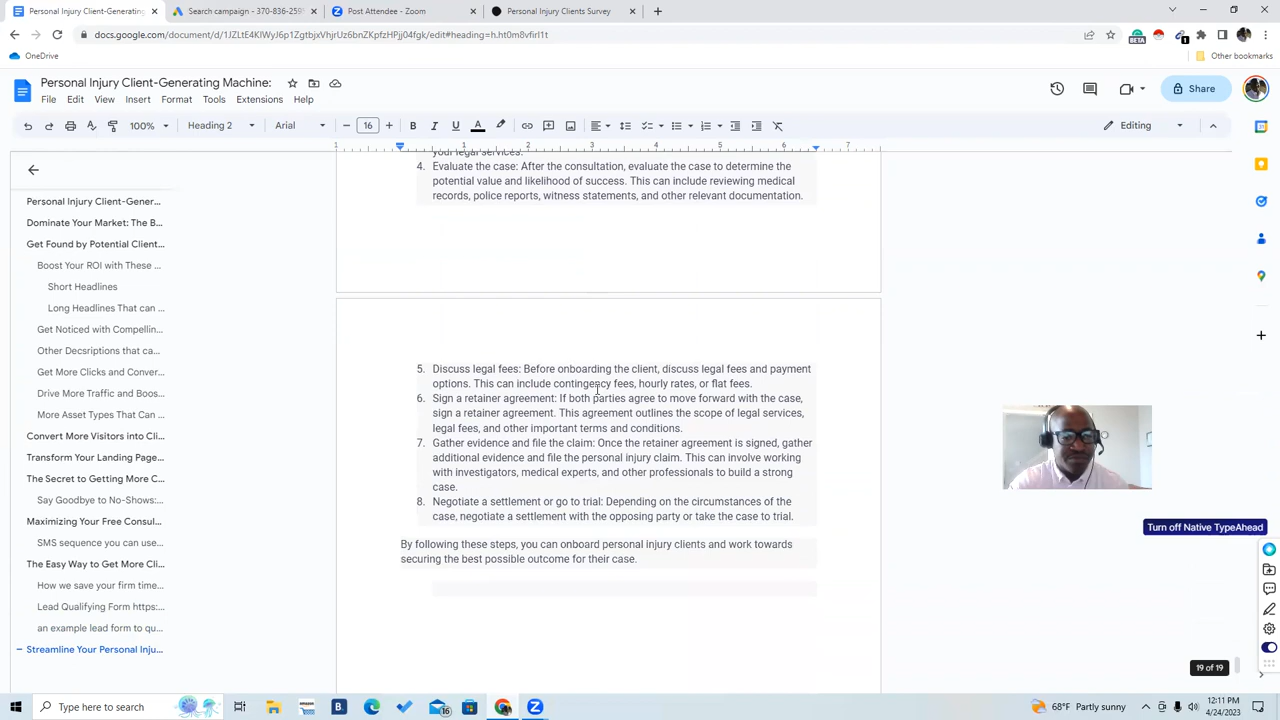 Personal Injury Client-Generating
Search campaign - 370-836-259
Post Attendee - Zoom
Personal Injury Clients Survey
docs.google.com/document/d/1JZLtE4KIWyJ6p1ZgtbjxVhjrUz6bnZKpfzHPjj04fgk/edit#heading=h.ht0m8vfirl1t
OneDrive
Other bookmarks
Personal Injury Client-Generating Machine:
File Edit View Insert Format Tools Extensions Help
Share
100% Heading 2 Arial 16 Editing
1 1 2 3 4 5 6 7
your legal services.
4. Evaluate the case: After the consultation, evaluate the case to determine the
potential value and likelihood of success. This can include reviewing medical
records, police reports, witness statements, and other relevant documentation.
Personal Injury Client-Gener...
Dominate Your Market: The B...
Get Found by Potential Client...
Boost Your ROI with These ...
Short Headlines
Long Headlines That can ...
Get Noticed with Compellin...
Other Decsriptions that ca...
Get More Clicks and Conver...
Drive More Traffic and Boost...
More Asset Types That Can ...
Convert More Visitors into Cli...
Transform Your Landing Page...
The Secret to Getting More Cl...
Say Goodbye to No-Shows:...
Maximizing Your Free Consul...
SMS sequence you can use...
The Easy Way to Get More Cli...
How we save your firm time...
Lead Qualifying Form https:...
an example lead form to qu...
Streamline Your Personal Inju...
5. Discuss legal fees: Before onboarding the client, discuss legal fees and payment
options. This can include contingency fees, hourly rates, or flat fees.
6. Sign a retainer agreement: If both parties agree to move forward with the case,
sign a retainer agreement. This agreement outlines the scope of legal services,
legal fees, and other important terms and conditions.
7. Gather evidence and file the claim: Once the retainer agreement is signed, gather
additional evidence and file the personal injury claim. This can involve working
with investigators, medical experts, and other professionals to build a strong
case.
8. Negotiate a settlement or go to trial: Depending on the circumstances of the
case, negotiate a settlement with the opposing party or take the case to trial.
By following these steps, you can onboard personal injury clients and work towards
securing the best possible outcome for their case.
Turn off Native TypeAhead
19 of 19
Type here to search
68°F Partly sunny
12:11 PM
4/24/2023